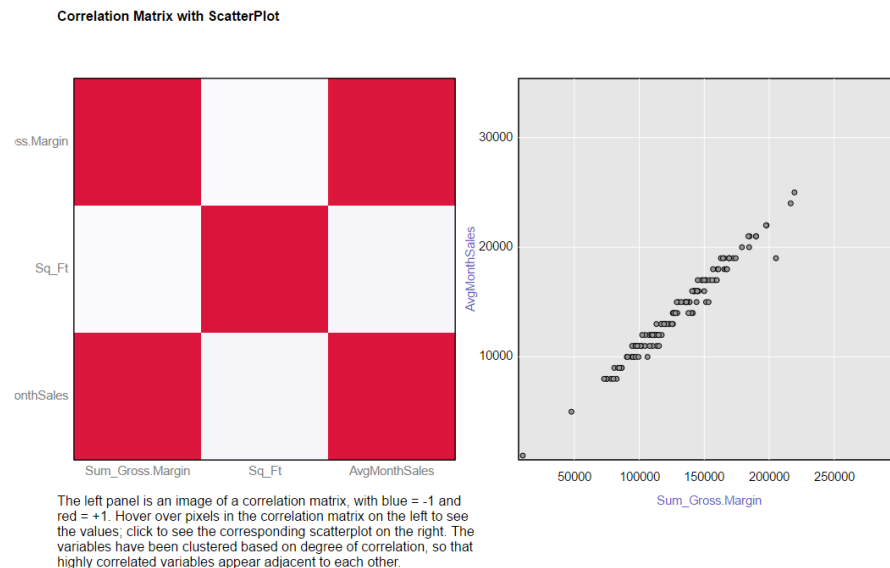 Correlation Matrix with ScatterPlot
ss.Margin
Sq_Ft
onthSales
Sum_Gross.Margin
Sq_Ft
AvgMonthSales
AvgMonthSales
30000
20000
10000
50000
100000
150000
200000
250000
Sum_Gross.Margin
The left panel is an image of a correlation matrix, with blue = -1 and
red = +1. Hover over pixels in the correlation matrix on the left to see
the values; click to see the corresponding scatterplot on the right. The
variables have been clustered based on degree of correlation, so that
highly correlated variables appear adjacent to each other.